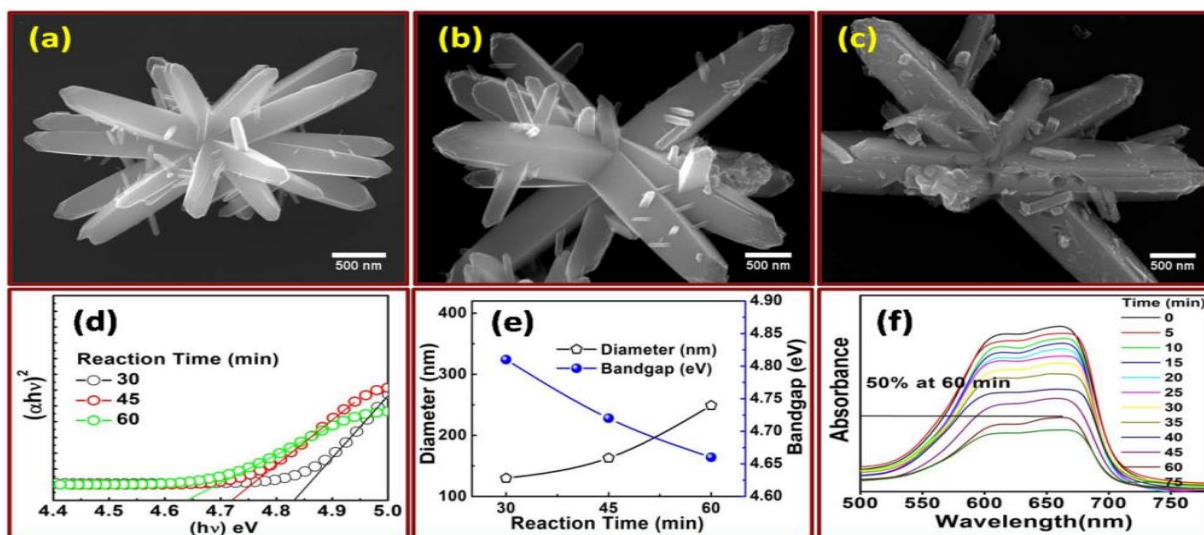 (a)
500 nm
(b)
500 nm
(c)
500 nm
(d)
Reaction Time (min)
30
45
60
(αhν)²
4.4 4.5 4.6 4.7 4.8 4.9 5.0
(hν) eV
(e)
Diameter (nm)
Bandgap (eV)
400
300
200
100
Diameter (nm)
4.90
4.85
4.80
4.75
4.70
4.65
4.60
Bandgap (eV)
30 45 60
Reaction Time (min)
(f)
Time (min)
0
5
10
15
20
25
30
35
40
45
60
75
50% at 60 min
Absorbance
500 550 600 650 700 750
Wavelength(nm)